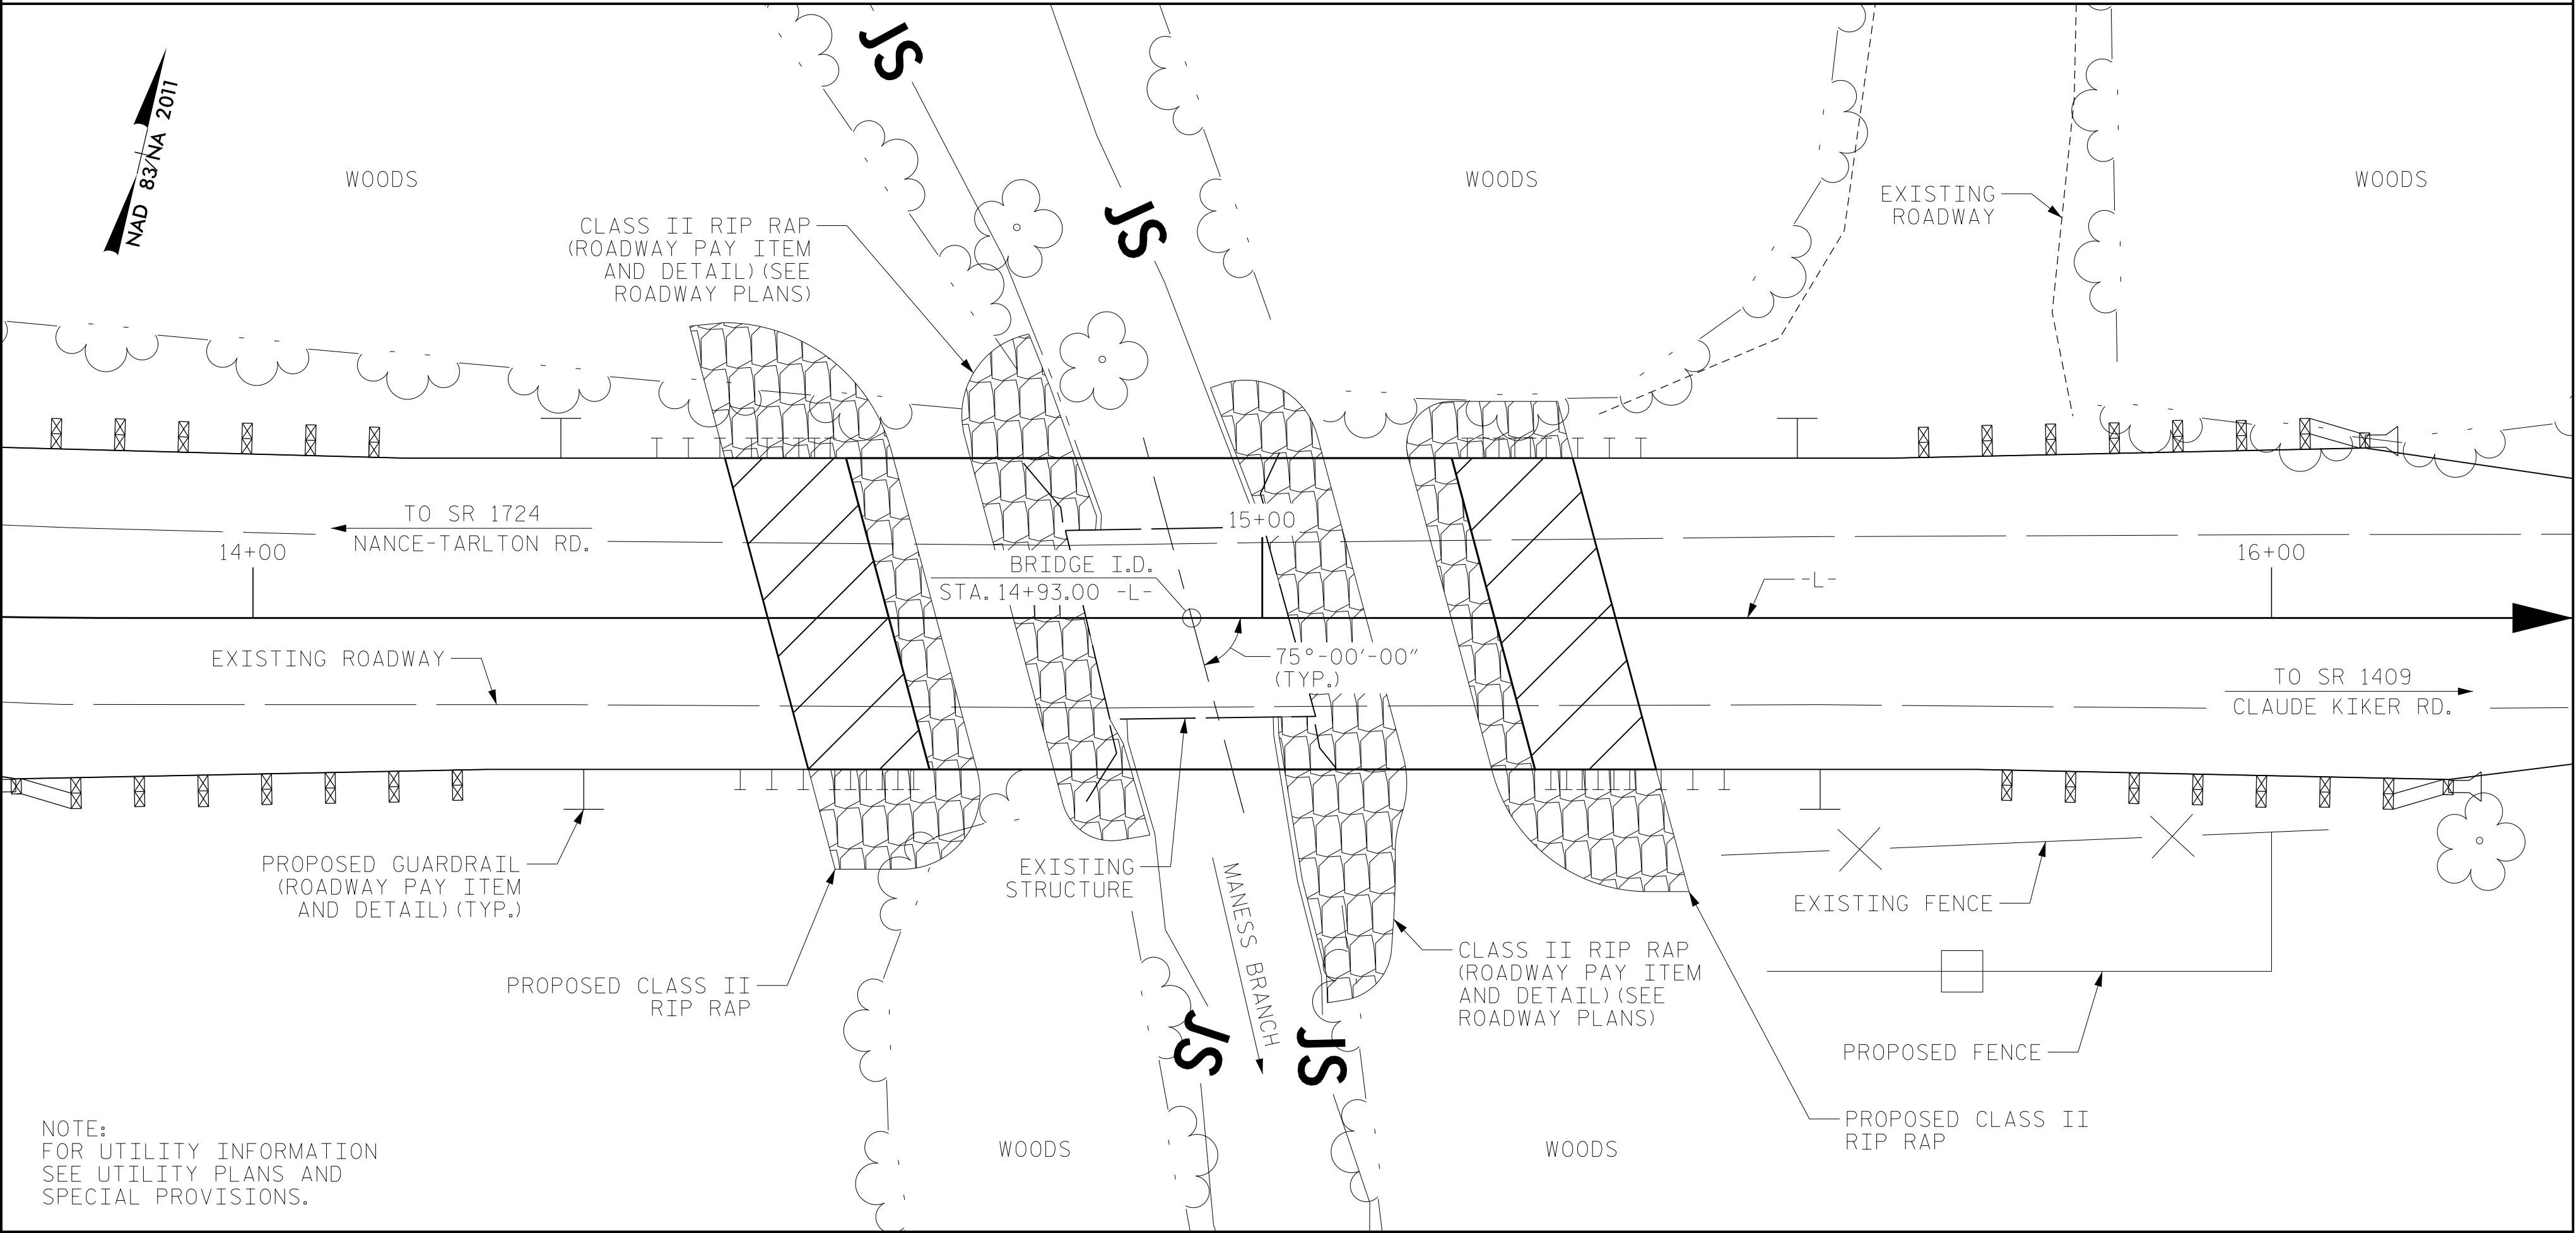 JS
NAD 83/NA 2011
WOODS
WOODS
WOODS
EXISTING
ROADWAY
JS
CLASS II RIP RAP
(ROADWAY PAY ITEM
AND DETAIL) (SEE
ROADWAY PLANS)
TO SR 1724
NANCE-TARLTON RD.
14+00
15+00
16+00
BRIDGE I.D.
STA. 14+93.00 -L-
-L-
EXISTING ROADWAY
75°-00'-00"
(TYP.)
TO SR 1409
CLAUDE KIKER RD.
PROPOSED GUARDRAIL
(ROADWAY PAY ITEM
AND DETAIL) (TYP.)
EXISTING
STRUCTURE
MANESS BRANCH
EXISTING FENCE
PROPOSED CLASS II
RIP RAP
CLASS II RIP RAP
(ROADWAY PAY ITEM
AND DETAIL) (SEE
ROADWAY PLANS)
JS
JS
PROPOSED FENCE
PROPOSED CLASS II
RIP RAP
WOODS
WOODS
NOTE:
FOR UTILITY INFORMATION
SEE UTILITY PLANS AND
SPECIAL PROVISIONS.